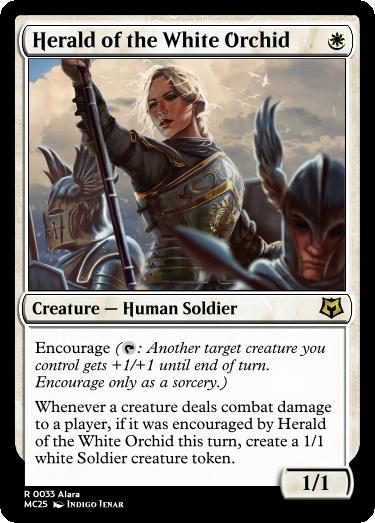 Herald of the White Orchid
Creature — Human Soldier
Encourage (: Another target creature you
control gets +1/+1 until end of turn.
Encourage only as a sorcery.)
Whenever a creature deals combat damage
to a player, if it was encouraged by Herald
of the White Orchid this turn, create a 1/1
white Soldier creature token.
1/1
R 0033 Alara
MC25 Indigo Jenar